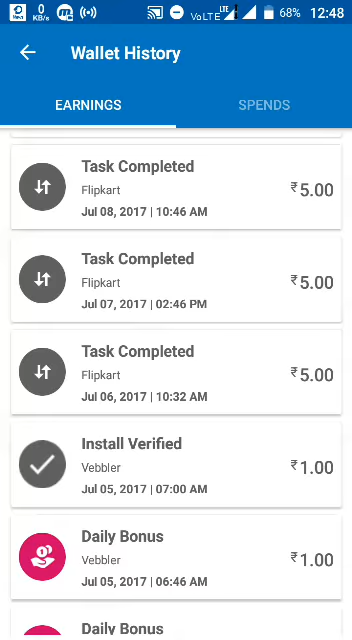 0
KB/s
VoLTE
LTE
68%
12:48
Wallet History
EARNINGS
SPENDS
Task Completed
Flipkart
₹5.00
Jul 08, 2017 | 10:46 AM
Task Completed
Flipkart
₹5.00
Jul 07, 2017 | 02:46 PM
Task Completed
Flipkart
₹5.00
Jul 06, 2017 | 10:32 AM
Install Verified
Vebbler
₹1.00
Jul 05, 2017 | 07:00 AM
Daily Bonus
Vebbler
₹1.00
Jul 05, 2017 | 06:46 AM
Daily Bonus